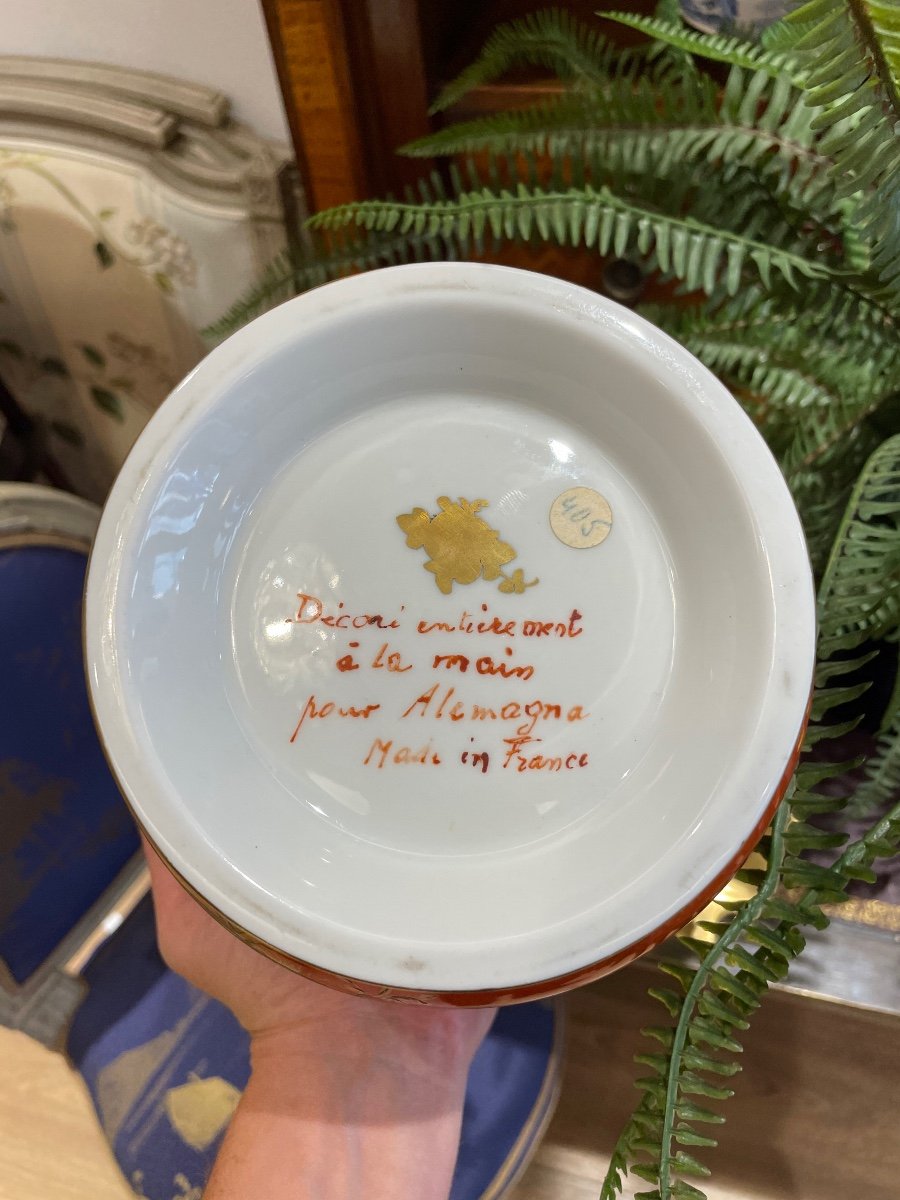 405
Décoré entièrement
à la main
pour Alemagna
Made in France